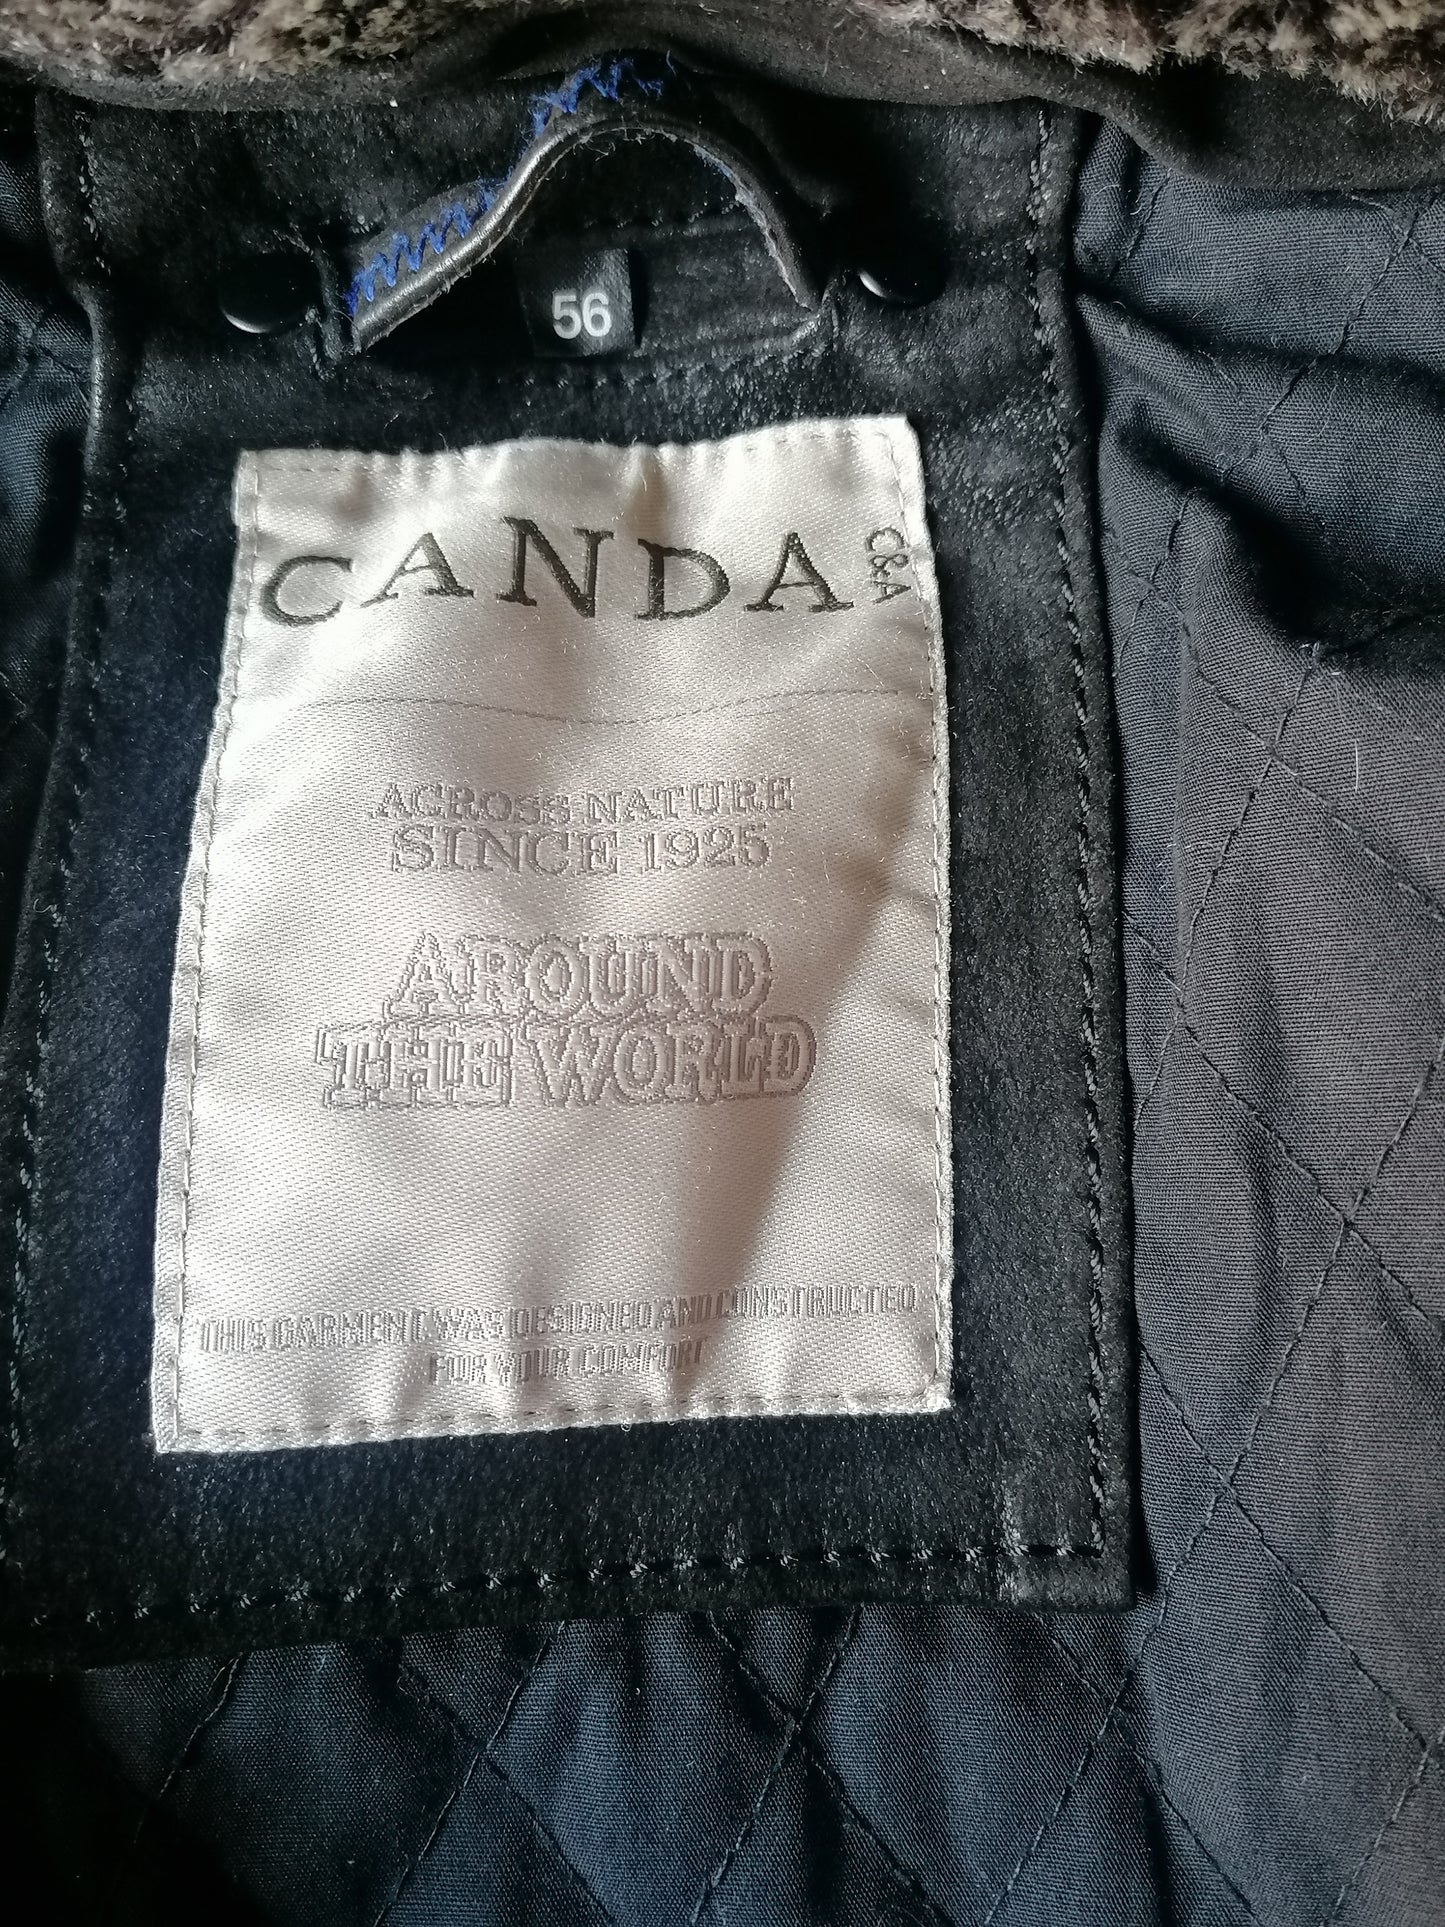 56
CANDA C&A
ACROSS NATURE
SINCE 1925
AROUND
THE WORLD
THIS GARMENT WAS DESIGNED AND CONSTRUCTED
FOR YOUR COMFORT